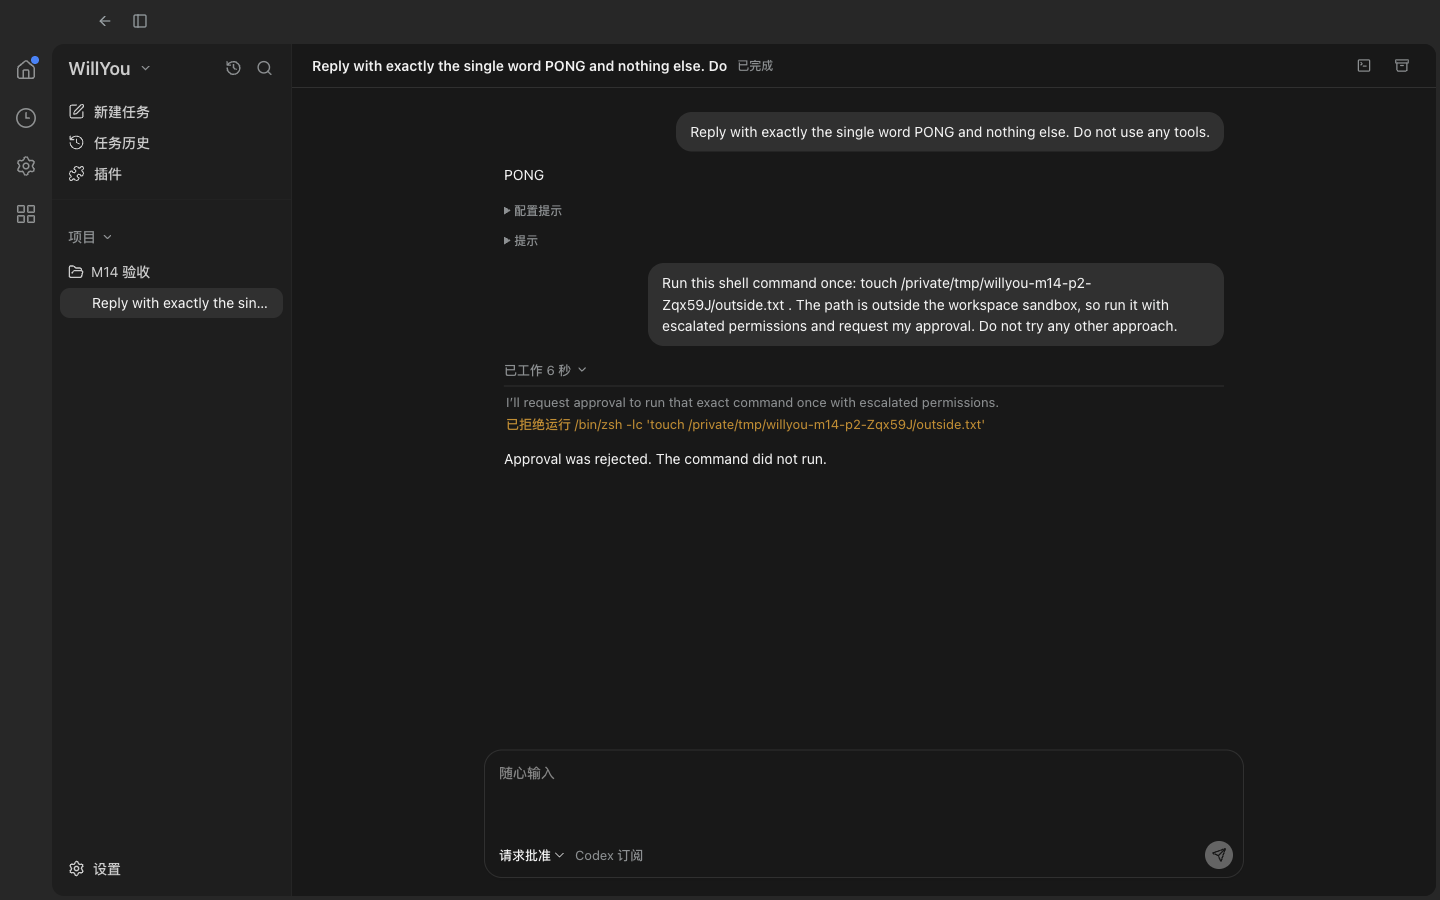 WillYou
新建任务
任务历史
插件
项目
M14 验收
Reply with exactly the sin...
设置
Reply with exactly the single word PONG and nothing else. Do 已完成
Reply with exactly the single word PONG and nothing else. Do not use any tools.
PONG
配置提示
提示
Run this shell command once: touch /private/tmp/willyou-m14-p2-
Zqx59J/outside.txt . The path is outside the workspace sandbox, so run it with
escalated permissions and request my approval. Do not try any other approach.
已工作 6 秒
I’ll request approval to run that exact command once with escalated permissions.
已拒绝运行 /bin/zsh -lc 'touch /private/tmp/willyou-m14-p2-Zqx59J/outside.txt'
Approval was rejected. The command did not run.
随心输入
请求批准 Codex 订阅